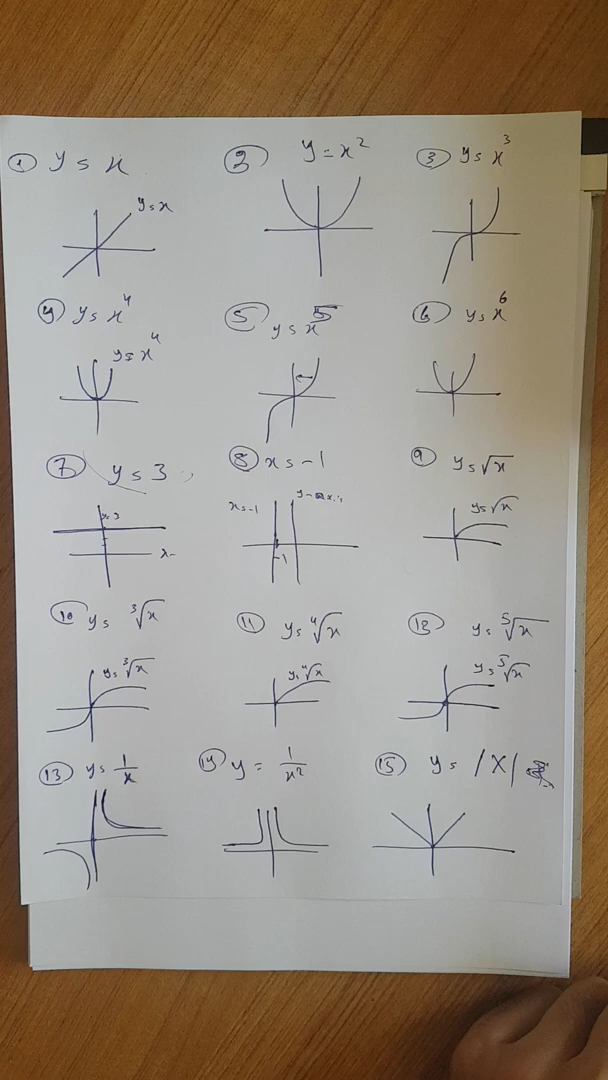 ① y = x
② y = x²
③ y = x³
y = x
④ y = x⁴
⑤ y = x⁵
⑥ y = x⁶
y = x⁴
⑦ y = 3
⑧ x = -1
⑨ y = √x
x = -1
y = √x
-1
⑩ y = ³√x
⑪ y = ⁴√x
⑫ y = ⁵√x
y = ³√x
y = ⁴√x
y = ⁵√x
⑬ y = 1/x
⑭ y = 1/x²
⑮ y = |x|